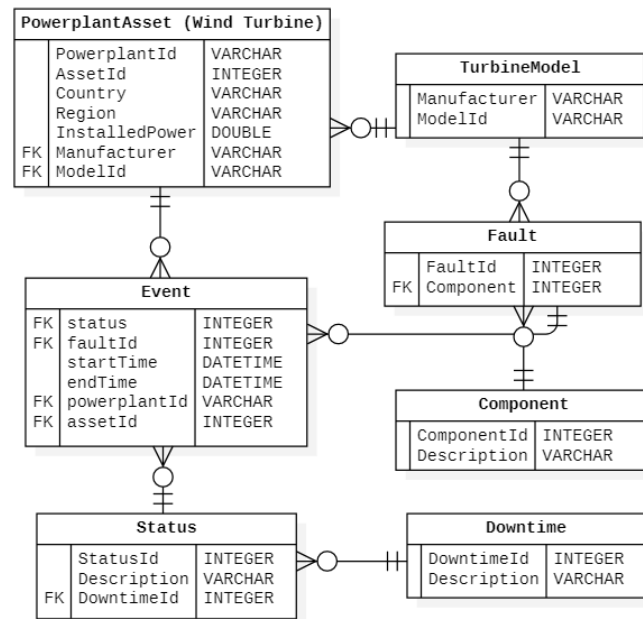 PowerplantAsset (Wind Turbine)
PowerplantId VARCHAR
AssetId INTEGER
Country VARCHAR
Region VARCHAR
InstalledPower DOUBLE
FK Manufacturer VARCHAR
FK ModelId VARCHAR
TurbineModel
Manufacturer VARCHAR
ModelId VARCHAR
Fault
FaultId INTEGER
FK Component INTEGER
Event
FK status INTEGER
FK faultId INTEGER
startTime DATETIME
endTime DATETIME
FK powerplantId VARCHAR
FK assetId INTEGER
Component
ComponentId INTEGER
Description VARCHAR
Status
StatusId INTEGER
Description VARCHAR
FK DowntimeId INTEGER
Downtime
DowntimeId INTEGER
Description VARCHAR